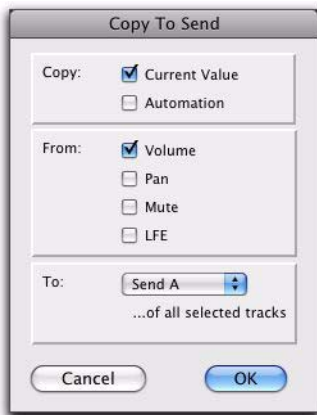 Copy To Send
Copy: Current Value
Automation
From: Volume
Pan
Mute
LFE
To: Send A
...of all selected tracks
Cancel OK